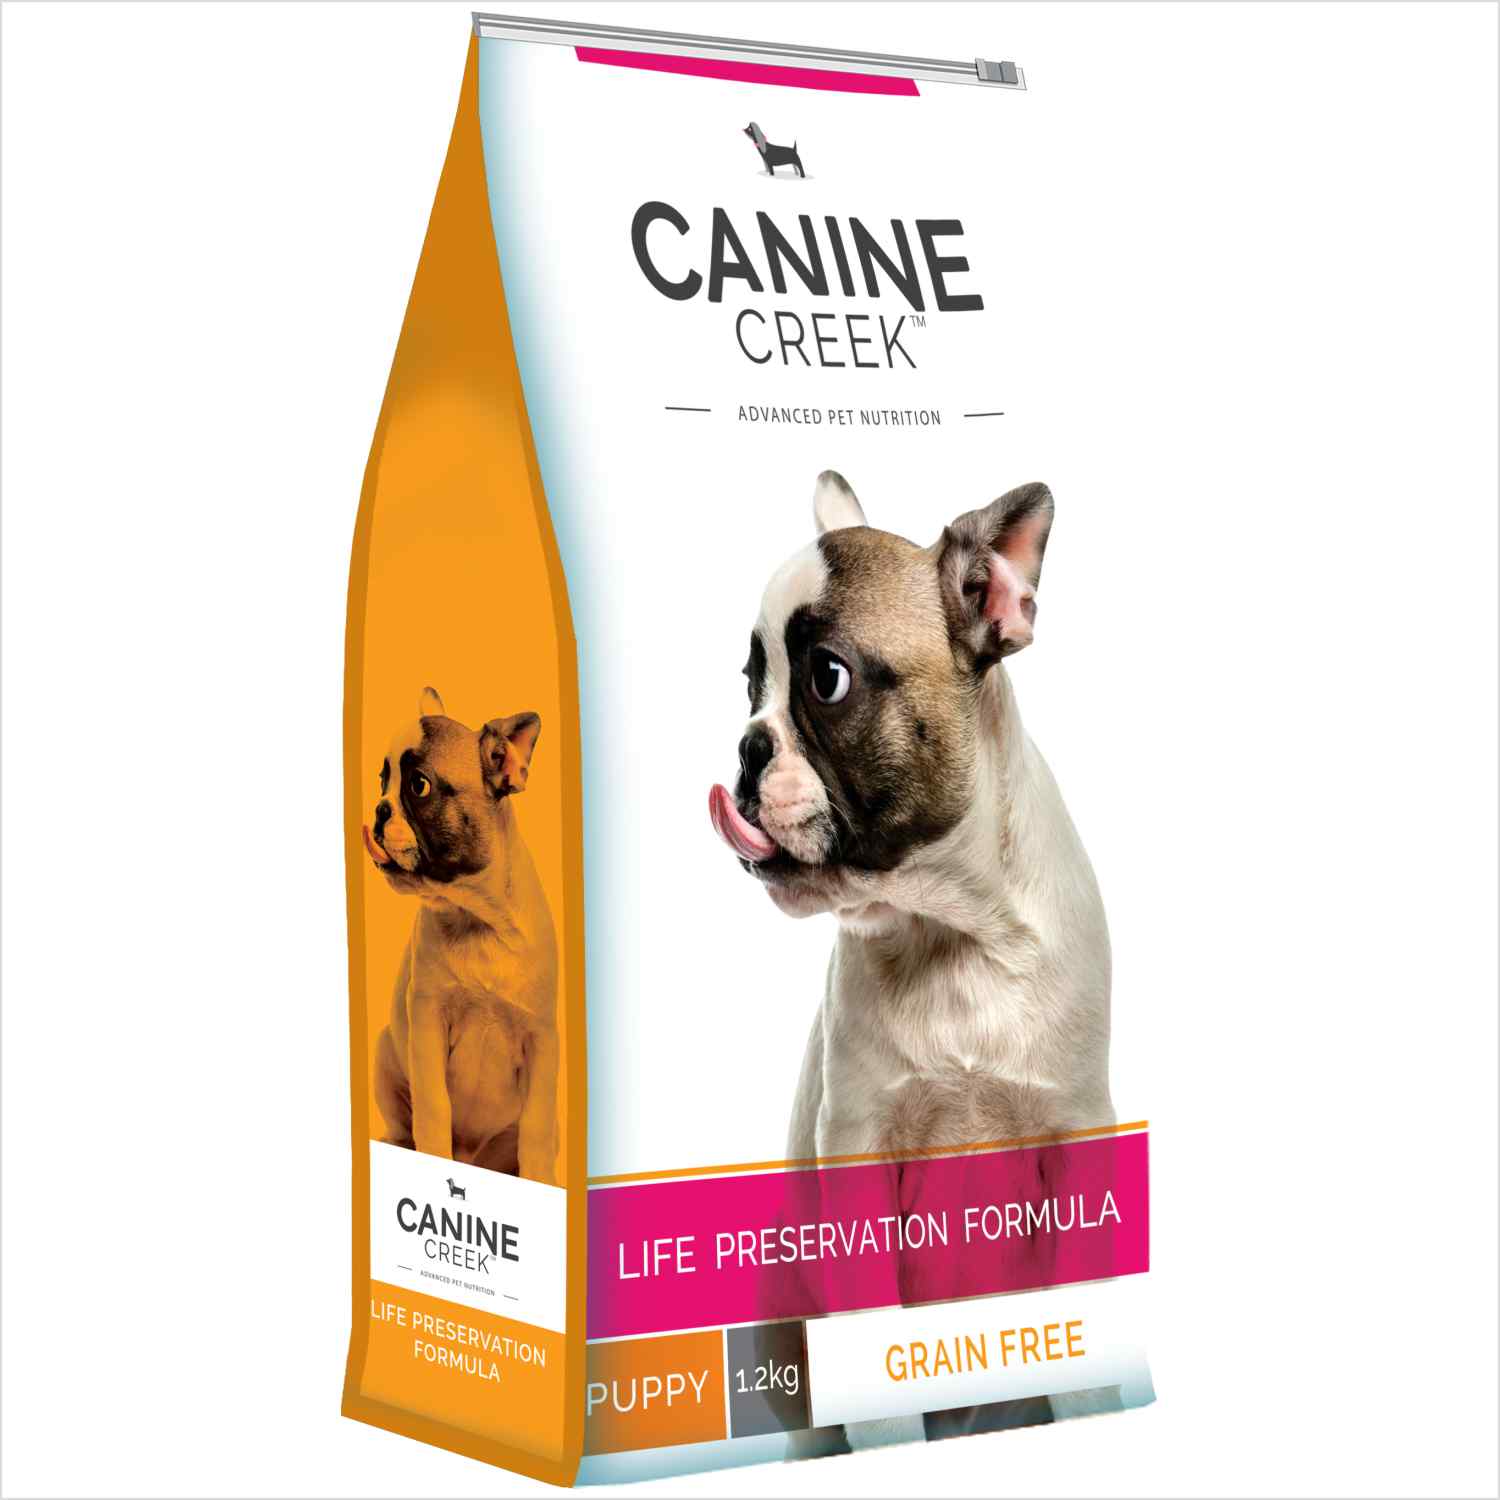 CANINE
CREEK™
ADVANCED PET NUTRITION
LIFE PRESERVATION FORMULA
PUPPY
1.2kg
GRAIN FREE
CANINE
CREEK™
ADVANCED PET NUTRITION
LIFE PRESERVATION
FORMULA